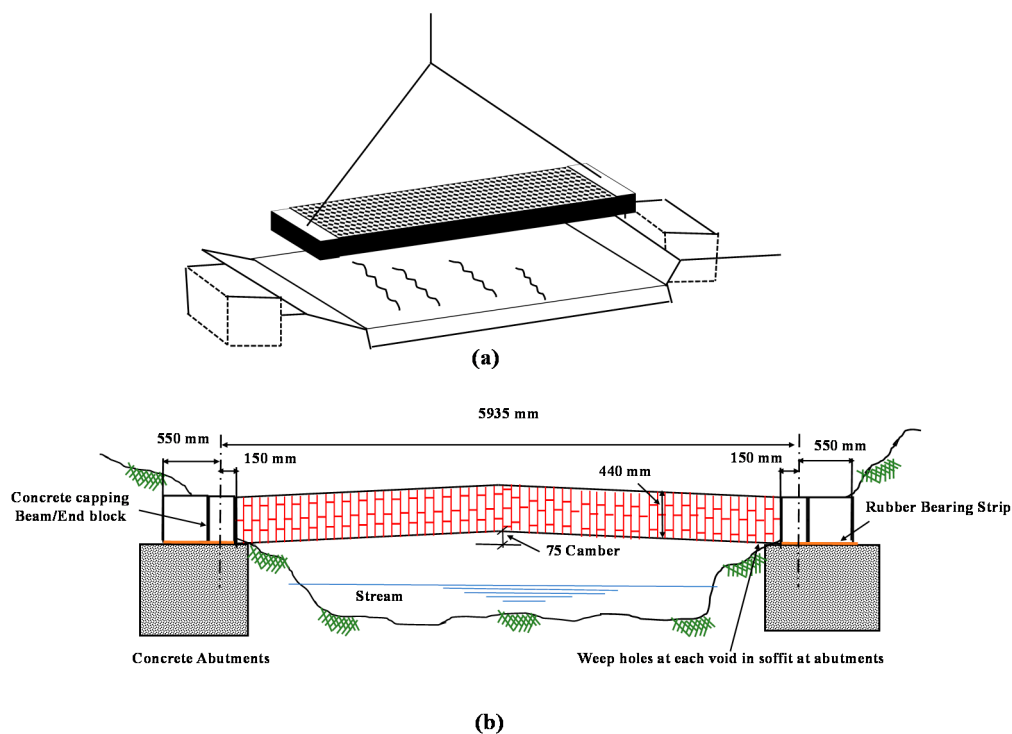 (a)
5935 mm
550 mm
150 mm
150 mm
550 mm
440 mm
Concrete capping
Beam/End block
Rubber Bearing Strip
75 Camber
Stream
Concrete Abutments
Weep holes at each void in soffit at abutments
(b)